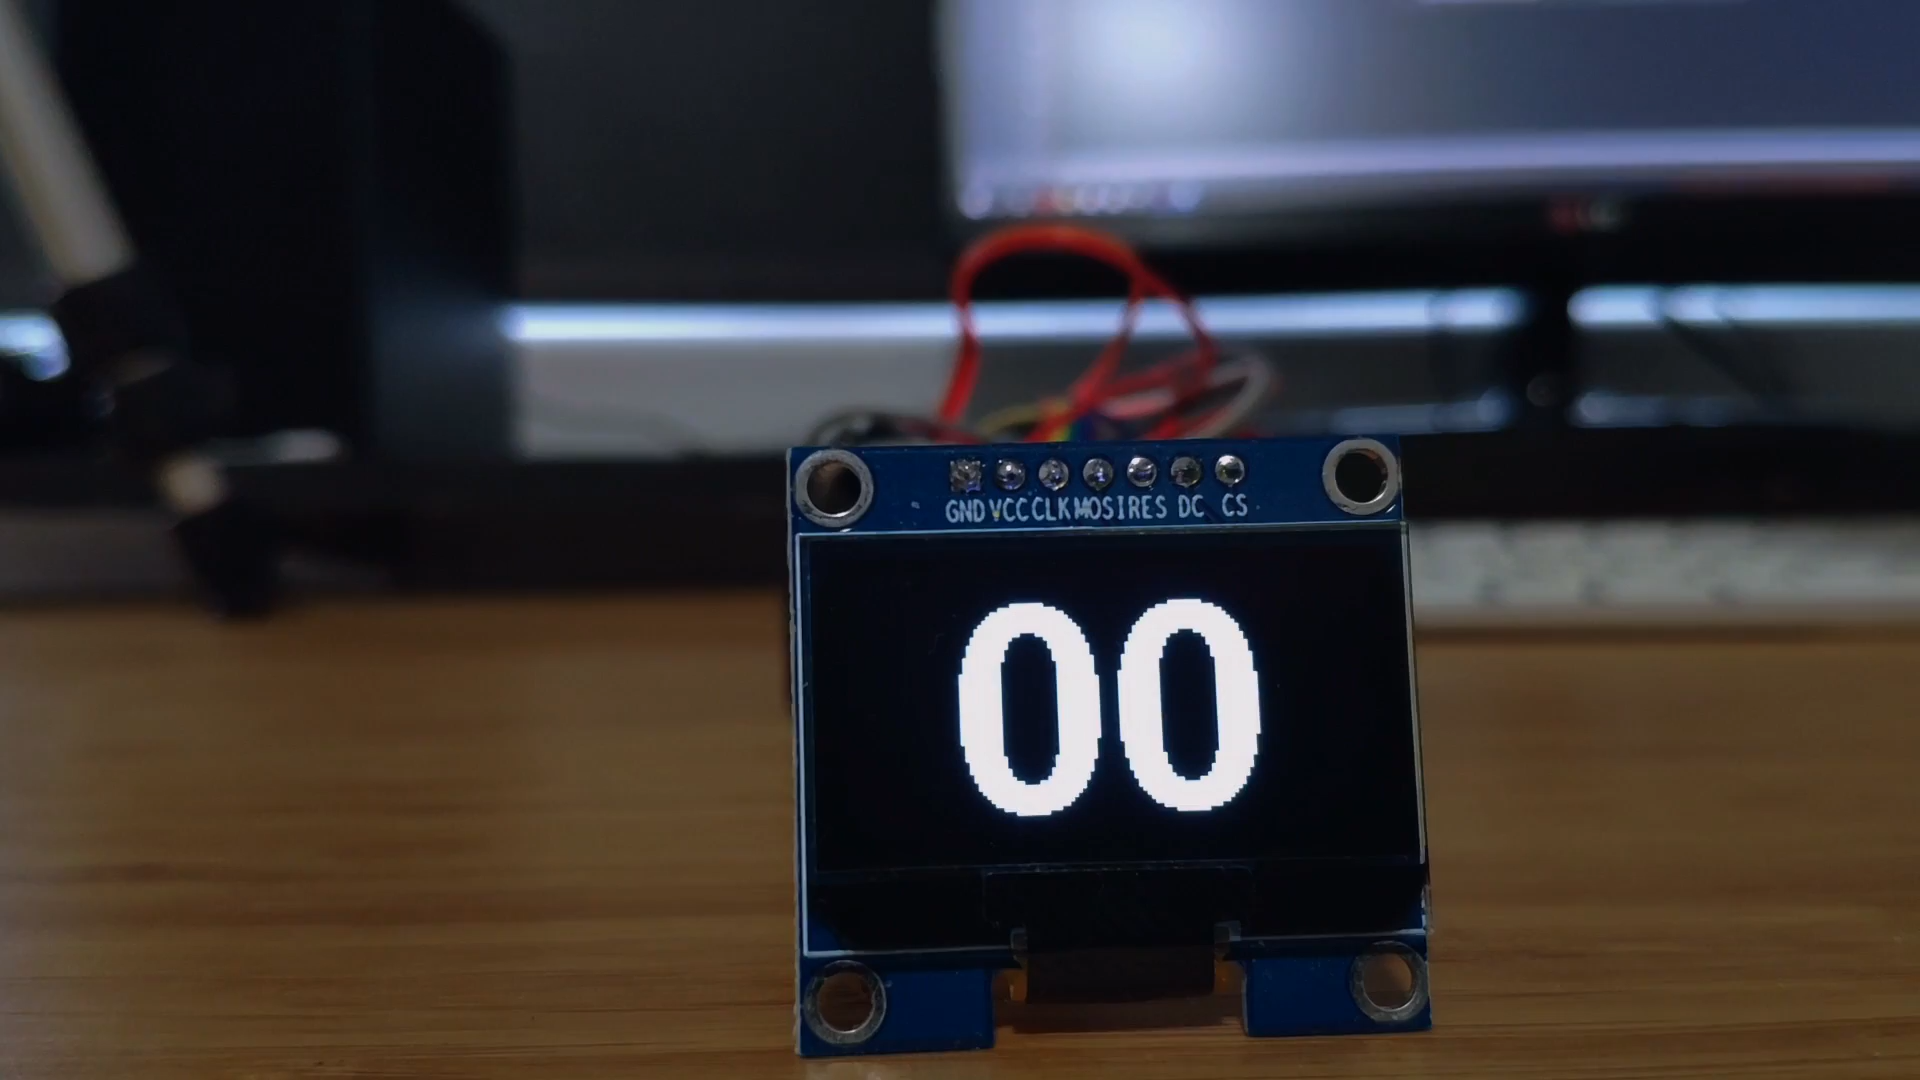 GND VCC CLK MOSI RES DC CS
00